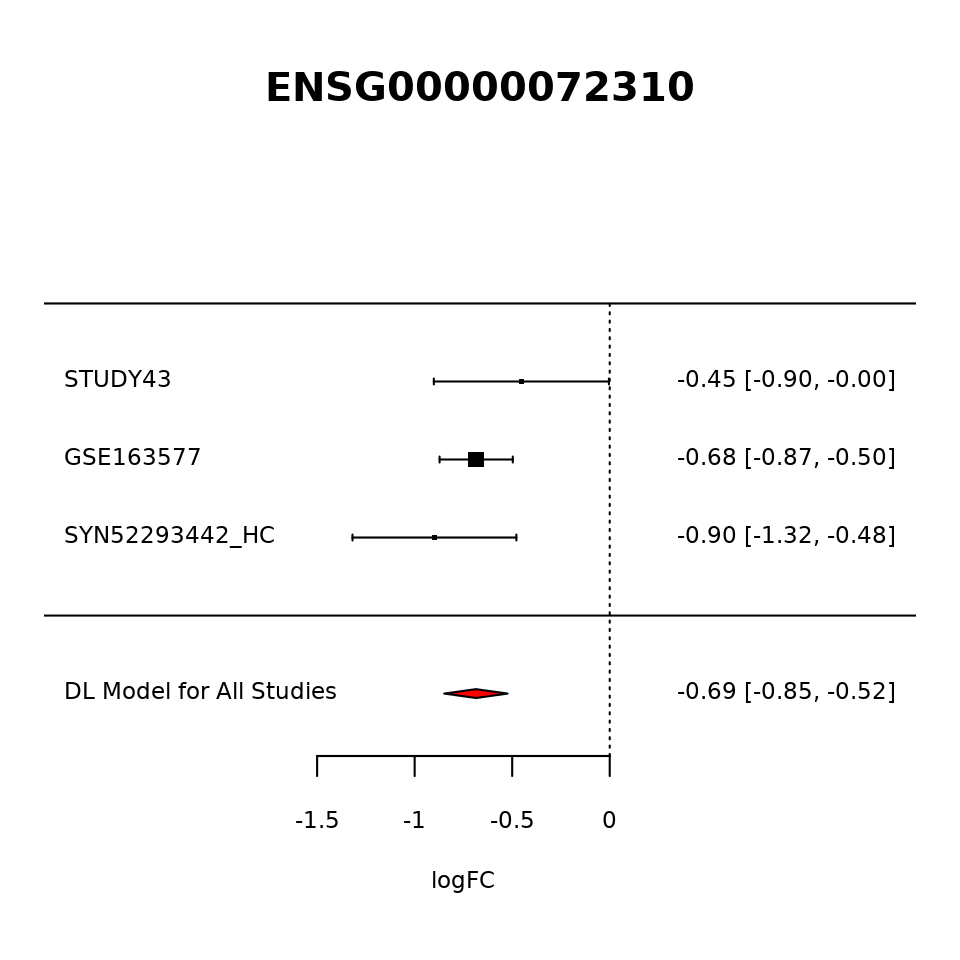 ENSG00000072310
STUDY43 -0.45 [-0.90, -0.00]
GSE163577 -0.68 [-0.87, -0.50]
SYN52293442_HC -0.90 [-1.32, -0.48]
DL Model for All Studies -0.69 [-0.85, -0.52]
-1.5 -1 -0.5 0
logFC